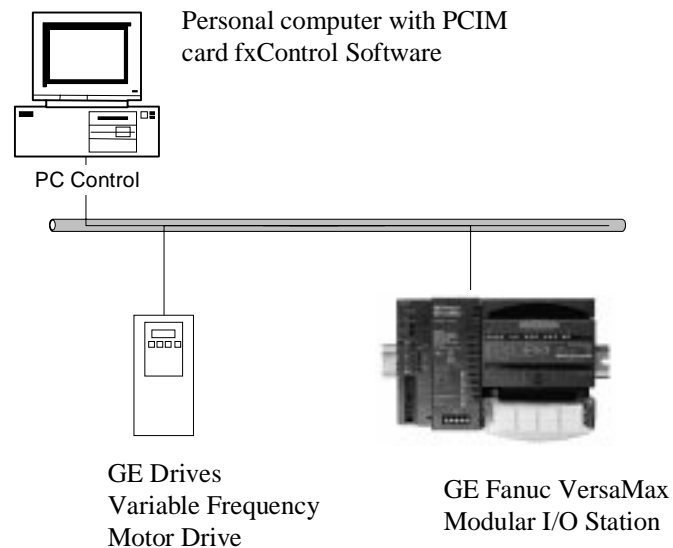 Personal computer with PCIM
card fxControl Software
PC Control
GE Drives
Variable Frequency
Motor Drive
GE Fanuc VersaMax
Modular I/O Station